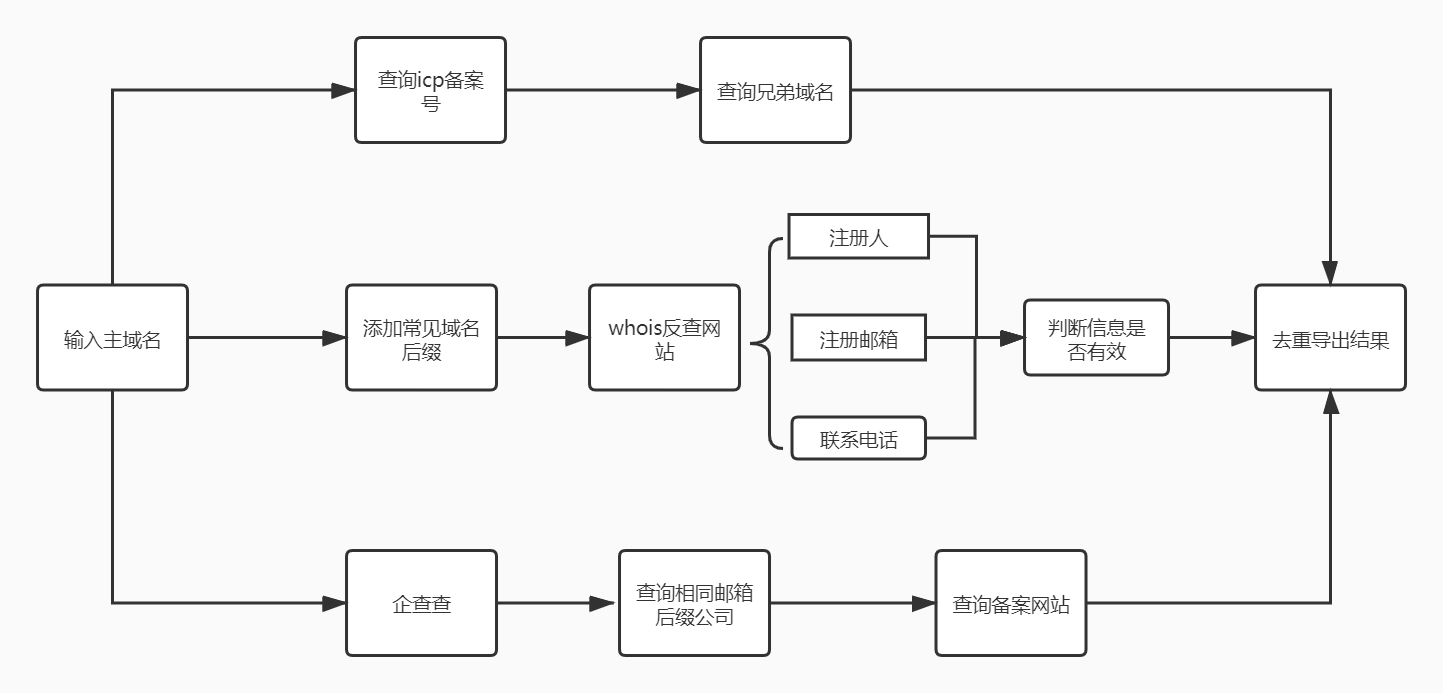 查询icp备案
号
查询兄弟域名
注册人
输入主域名
添加常见域名
后缀
whois反查网
站
注册邮箱
判断信息是
否有效
去重导出结果
联系电话
企查查
查询相同邮箱
后缀公司
查询备案网站